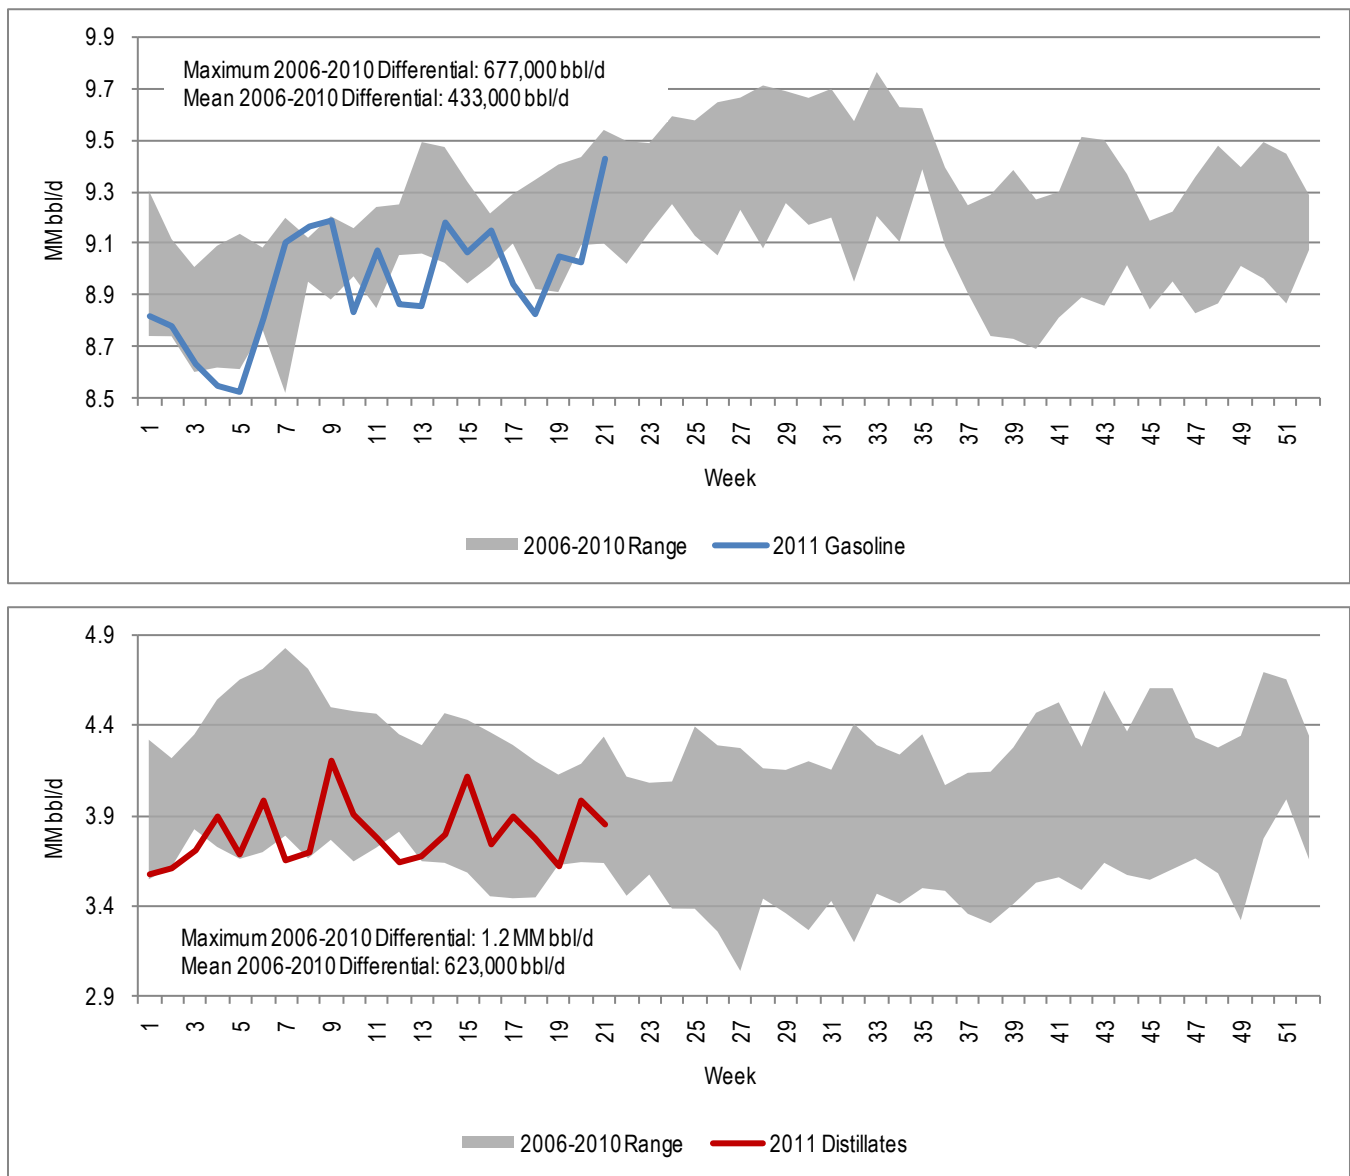 9.9
Maximum 2006-2010 Differential: 677,000 bbl/d
9.7
Mean 2006-2010 Differential: 433,000 bbl/d
9.5
9.3
MM bbl/d
9.1
8.9
8.7
8.5
1 3 5 7 9 11 13 15 17 19 21 23 25 27 29 31 33 35 37 39 41 43 45 47 49 51
Week
2006-2010 Range 2011 Gasoline
4.9
4.4
3.9
MM bbl/d
3.4
Maximum 2006-2010 Differential: 1.2 MM bbl/d
Mean 2006-2010 Differential: 623,000 bbl/d
2.9
1 3 5 7 9 11 13 15 17 19 21 23 25 27 29 31 33 35 37 39 41 43 45 47 49 51
Week
2006-2010 Range 2011 Distillates